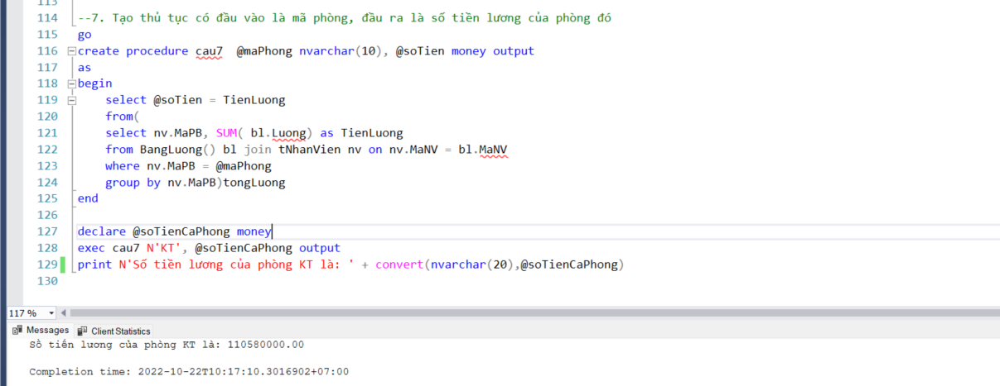 113
114 --7. Tạo thủ tục có đầu vào là mã phòng, đầu ra là số tiền lương của phòng đó
115 go
116 create procedure cau7  @maPhong nvarchar(10), @soTien money output
117 as
118 begin
119     select @soTien = TienLuong
120     from(
121     select nv.MaPB, SUM( bl.Luong) as TienLuong
122     from BangLuong() bl join tNhanVien nv on nv.MaNV = bl.MaNV
123     where nv.MaPB = @maPhong
124     group by nv.MaPB)tongLuong
125 end
126
127 declare @soTienCaPhong money
128 exec cau7 N'KT', @soTienCaPhong output
129 print N'Số tiền lương của phòng KT là: ' + convert(nvarchar(20),@soTienCaPhong)
130
117 %
Messages Client Statistics
Số tiền lương của phòng KT là: 110580000.00
Completion time: 2022-10-22T10:17:10.3016902+07:00